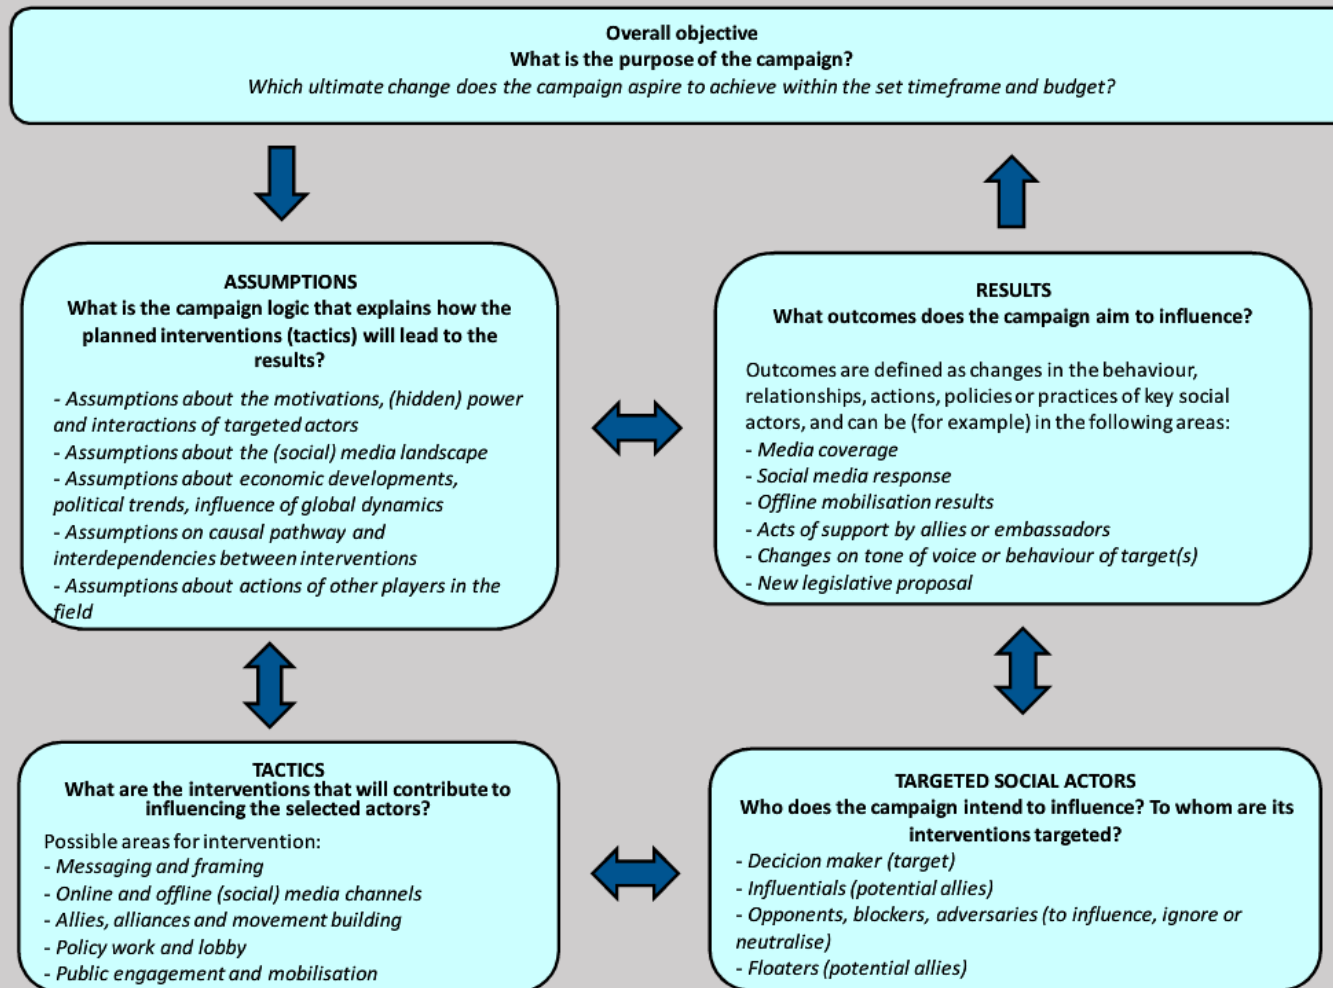 Overall objective
What is the purpose of the campaign?
Which ultimate change does the campaign aspire to achieve within the set timeframe and budget?
ASSUMPTIONS
What is the campaign logic that explains how the
planned interventions (tactics) will lead to the
results?
- Assumptions about the motivations, (hidden) power
and interactions of targeted actors
- Assumptions about the (social) media landscape
- Assumptions about economic developments,
political trends, influence of global dynamics
- Assumptions on causal pathway and
interdependencies between interventions
- Assumptions about actions of other players in the
field
RESULTS
What outcomes does the campaign aim to influence?
Outcomes are defined as changes in the behaviour,
relationships, actions, policies or practices of key social
actors, and can be (for example) in the following areas:
- Media coverage
- Social media response
- Offline mobilisation results
- Acts of support by allies or embassadors
- Changes on tone of voice or behaviour of target(s)
- New legislative proposal
TACTICS
What are the interventions that will contribute to
influencing the selected actors?
Possible areas for intervention:
- Messaging and framing
- Online and offline (social) media channels
- Allies, alliances and movement building
- Policy work and lobby
- Public engagement and mobilisation
TARGETED SOCIAL ACTORS
Who does the campaign intend to influence? To whom are its
interventions targeted?
- Decicion maker (target)
- Influentials (potential allies)
- Opponents, blockers, adversaries (to influence, ignore or
neutralise)
- Floaters (potential allies)